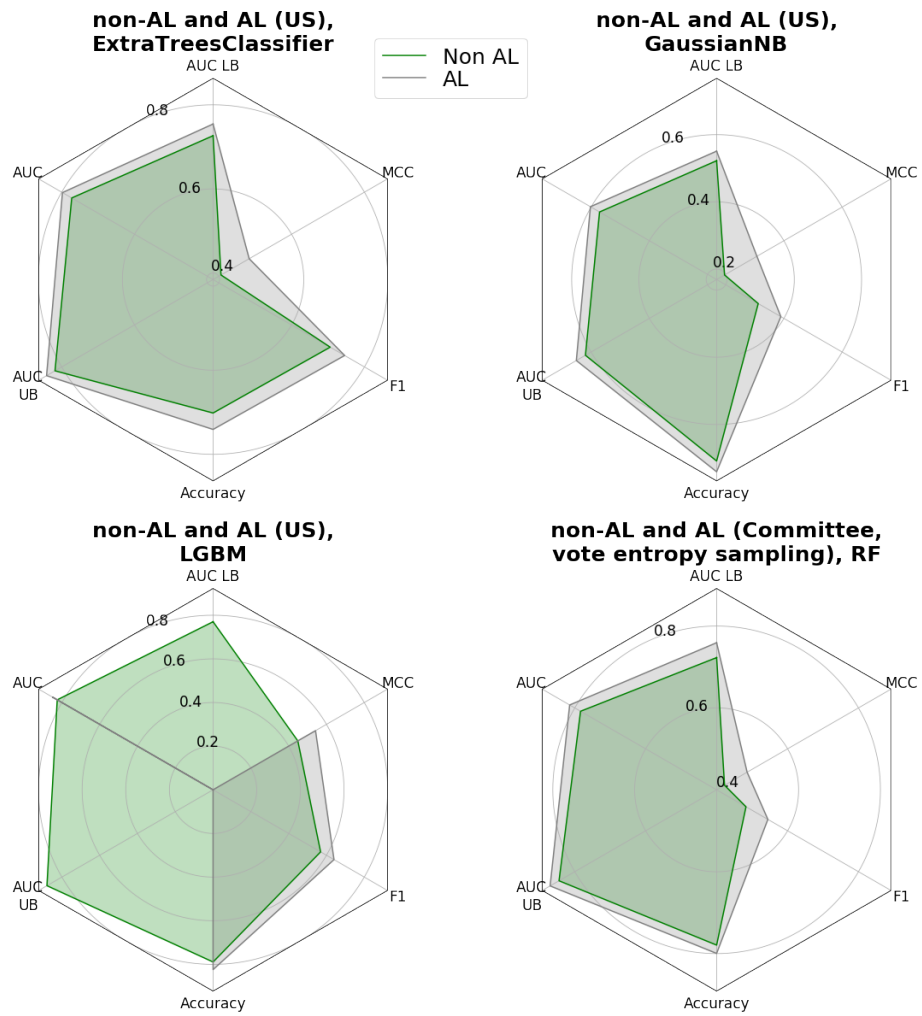 non-AL and AL (US),
ExtraTreesClassifier
AUC LB
0.8
AUC
MCC
0.6
0.4
AUC
UB
F1
Accuracy
Non AL
AL
non-AL and AL (US),
GaussianNB
AUC LB
0.6
AUC
MCC
0.4
0.2
AUC
UB
F1
Accuracy
non-AL and AL (US),
LGBM
AUC LB
0.8
0.6
AUC
MCC
0.4
0.2
AUC
UB
F1
Accuracy
non-AL and AL (Committee,
vote entropy sampling), RF
AUC LB
0.8
AUC
MCC
0.6
0.4
AUC
UB
F1
Accuracy